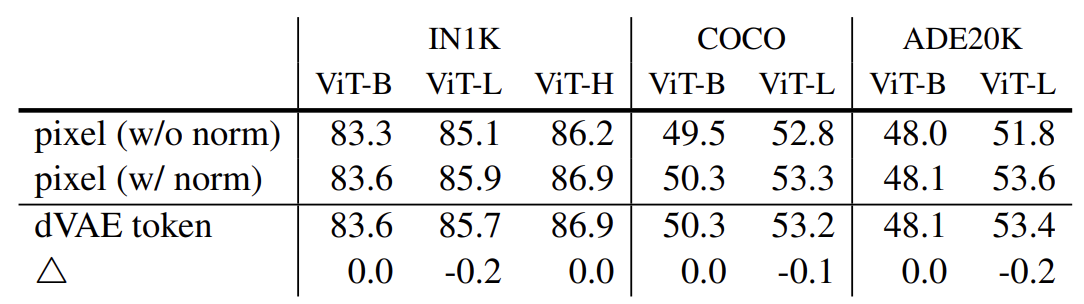 IN1K COCO ADE20K
ViT-B ViT-L ViT-H ViT-B ViT-L ViT-B ViT-L
pixel (w/o norm) 83.3 85.1 86.2 49.5 52.8 48.0 51.8
pixel (w/ norm) 83.6 85.9 86.9 50.3 53.3 48.1 53.6
dVAE token 83.6 85.7 86.9 50.3 53.2 48.1 53.4
△ 0.0 -0.2 0.0 0.0 -0.1 0.0 -0.2